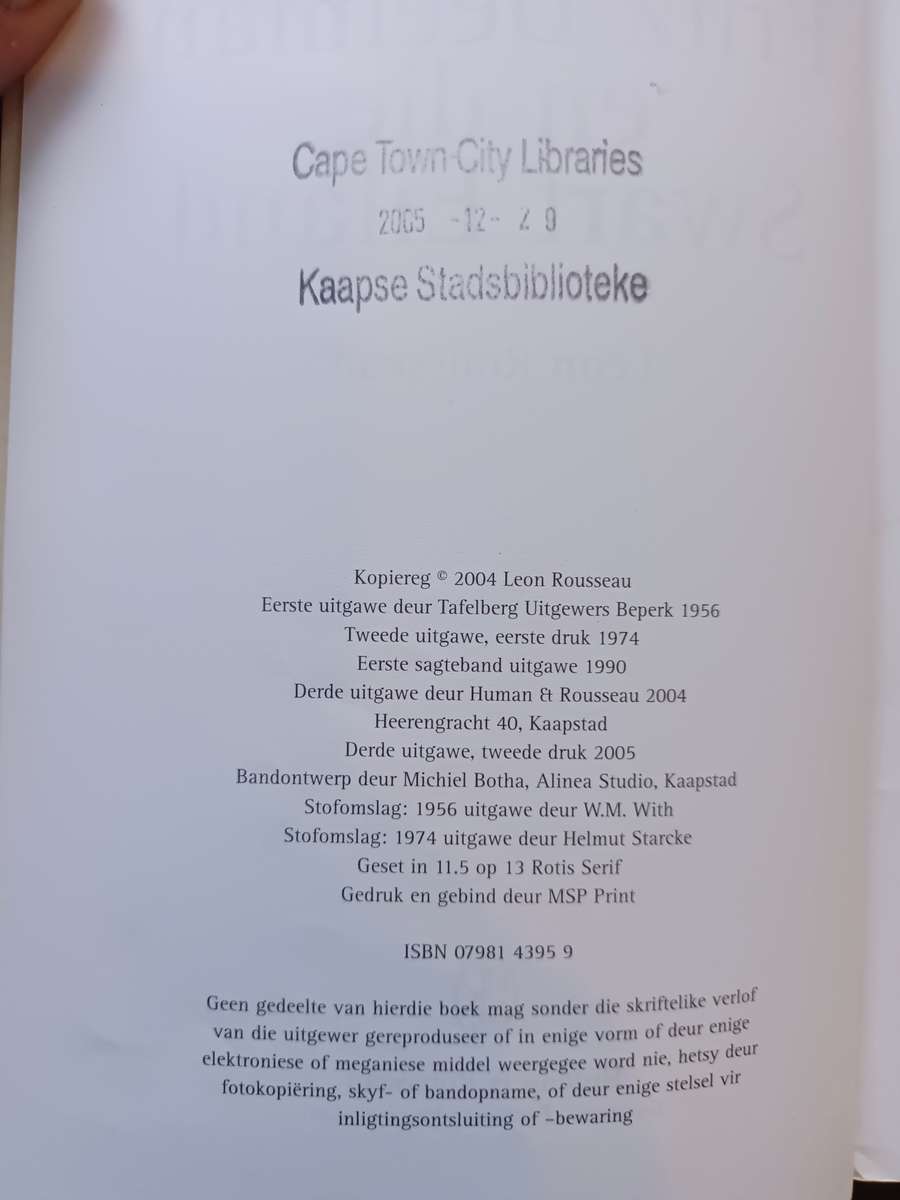 Cape Town City Libraries
2005 -12- 29
Kaapse Stadsbiblioteke
Kopiereg © 2004 Leon Rousseau
Eerste uitgawe deur Tafelberg Uitgewers Beperk 1956
Tweede uitgawe, eerste druk 1974
Eerste sagteband uitgawe 1990
Derde uitgawe deur Human & Rousseau 2004
Heerengracht 40, Kaapstad
Derde uitgawe, tweede druk 2005
Bandontwerp deur Michiel Botha, Alinea Studio, Kaapstad
Stofomslag: 1956 uitgawe deur W.M. With
Stofomslag: 1974 uitgawe deur Helmut Starcke
Geset in 11.5 op 13 Rotis Serif
Gedruk en gebind deur MSP Print
ISBN 07981 4395 9
Geen gedeelte van hierdie boek mag sonder die skriftelike verlof
van die uitgewer gereproduseer of in enige vorm of deur enige
elektroniese of meganiese middel weergegee word nie, hetsy deur
fotokopiëring, skyf- of bandopname, of deur enige stelsel vir
inligtingsontsluiting of –bewaring